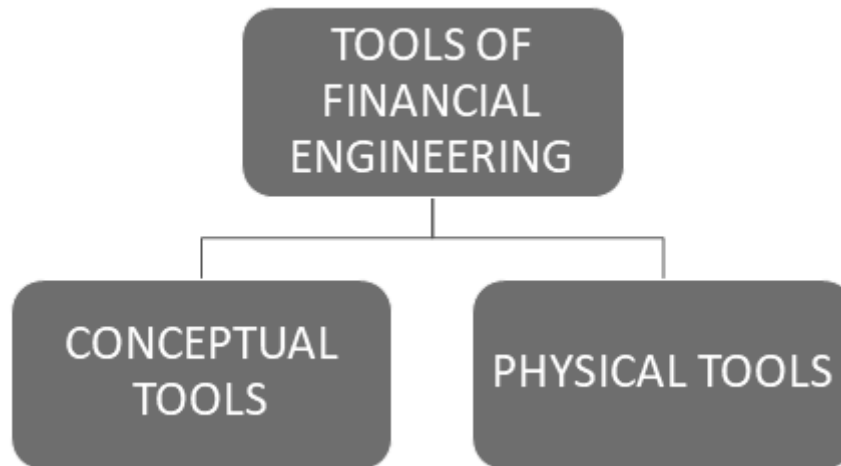 TOOLS OF
FINANCIAL
ENGINEERING
CONCEPTUAL
TOOLS
PHYSICAL TOOLS